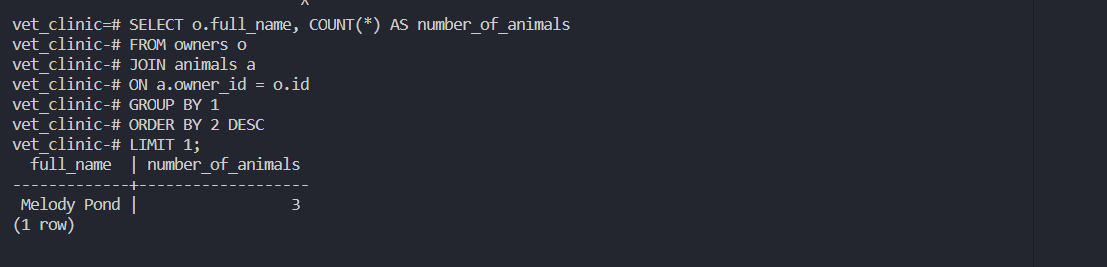 ^
vet_clinic=# SELECT o.full_name, COUNT(*) AS number_of_animals
vet_clinic-# FROM owners o
vet_clinic-# JOIN animals a
vet_clinic-# ON a.owner_id = o.id
vet_clinic-# GROUP BY 1
vet_clinic-# ORDER BY 2 DESC
vet_clinic-# LIMIT 1;
  full_name  | number_of_animals
-------------+-------------------
 Melody Pond |                 3
(1 row)